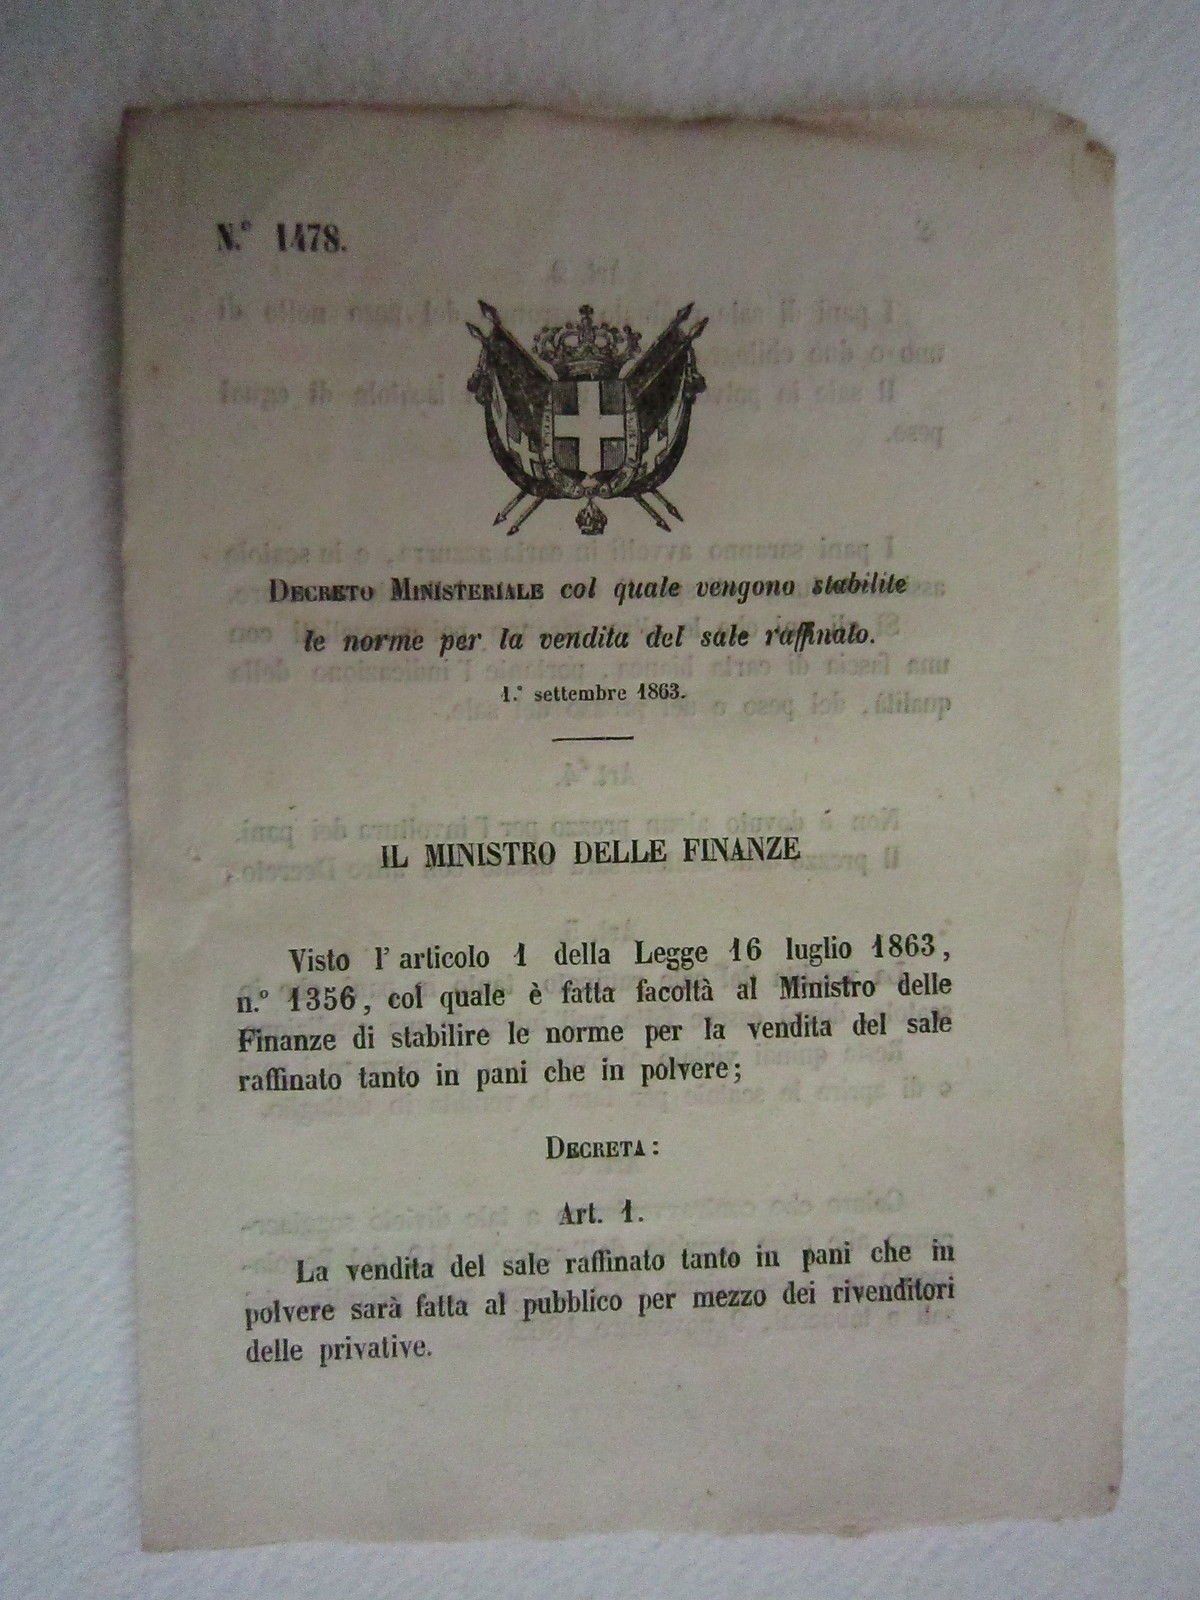 N.° 1478.
DECRETO MINISTERIALE col quale vengono stabilite
le norme per la vendita del sale raffinato.
1.° settembre 1863.
IL MINISTRO DELLE FINANZE
Visto l'articolo 1 della Legge 16 luglio 1863,
n.° 1356, col quale è fatta facoltà al Ministro delle
Finanze di stabilire le norme per la vendita del sale
raffinato tanto in pani che in polvere;
DECRETA:
Art. 1.
La vendita del sale raffinato tanto in pani che in
polvere sarà fatta al pubblico per mezzo dei rivenditori
delle privative.